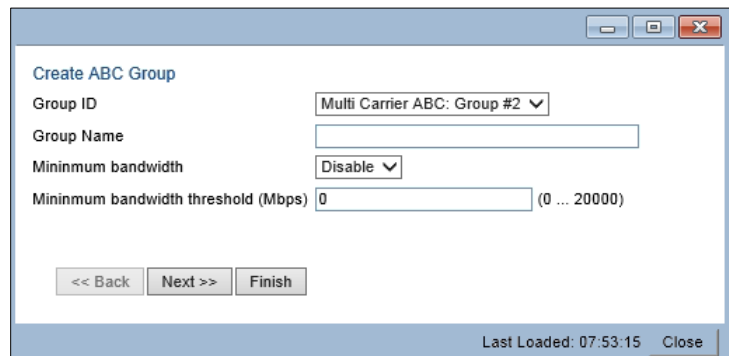 Create ABC Group
Group ID Multi Carrier ABC: Group #2
Group Name
Mininmum bandwidth Disable
Mininmum bandwidth threshold (Mbps) 0 (0 ... 20000)
<< Back Next >> Finish
Last Loaded: 07:53:15 Close